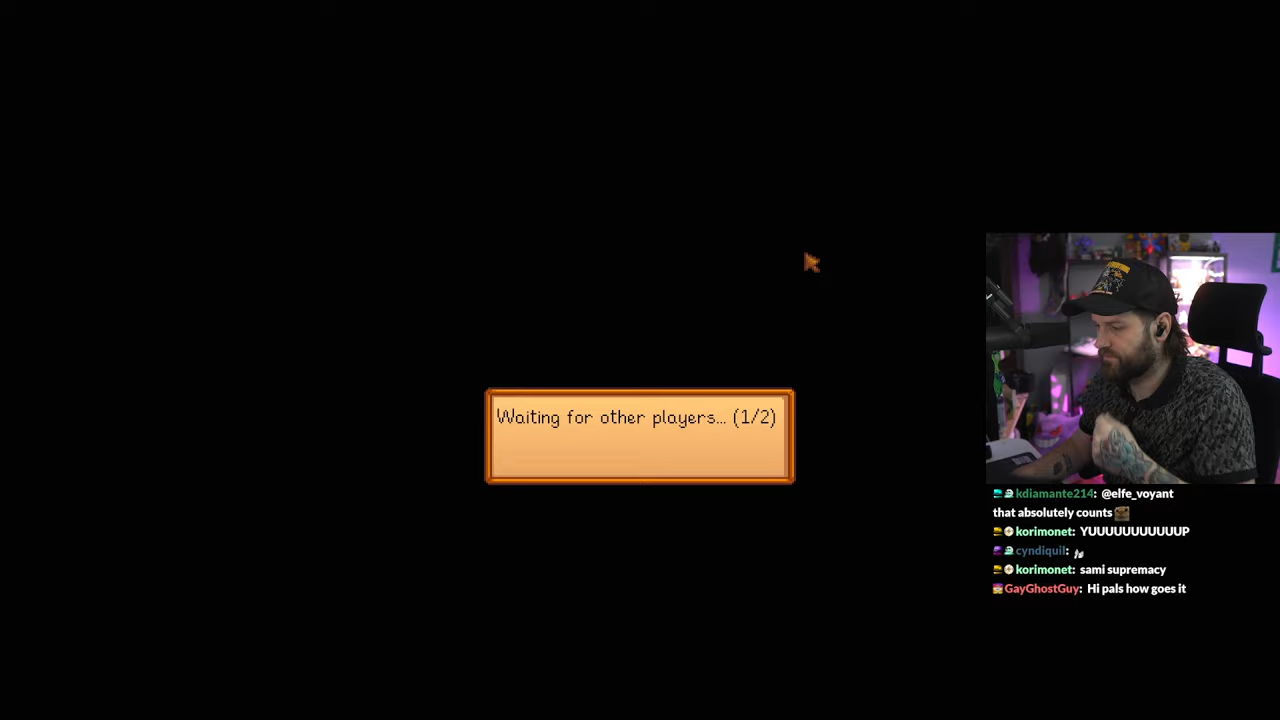 Waiting for other players... (1/2)
kdiamante214: @elfe_voyant
that absolutely counts
korimonet: YUUUUUUUUUUUP
cyndiquil:
korimonet: sami supremacy
GayGhostGuy: Hi pals how goes it